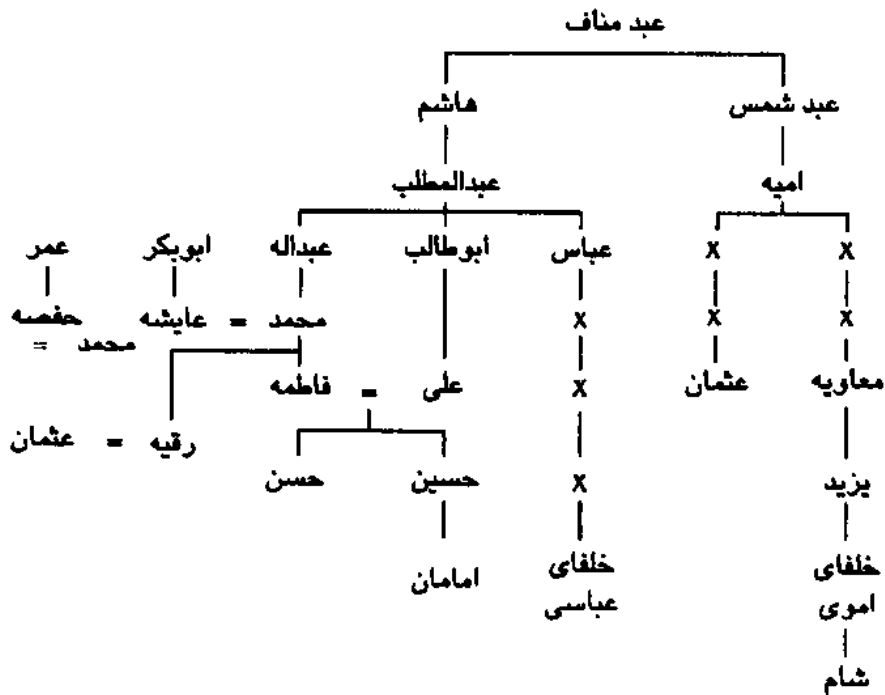 عبد مناف
عبد شمس هاشم
امیه عبدالمطلب
X X عباس ابوطالب عبداله ابوبکر عمر
X X X محمد = عایشه حفصه
محمد =
معاویه عثمان X علی = فاطمه
رقیه = عثمان
یزید X حسین حسن
خلفای خلفای امامان
اموی عباسی
شام